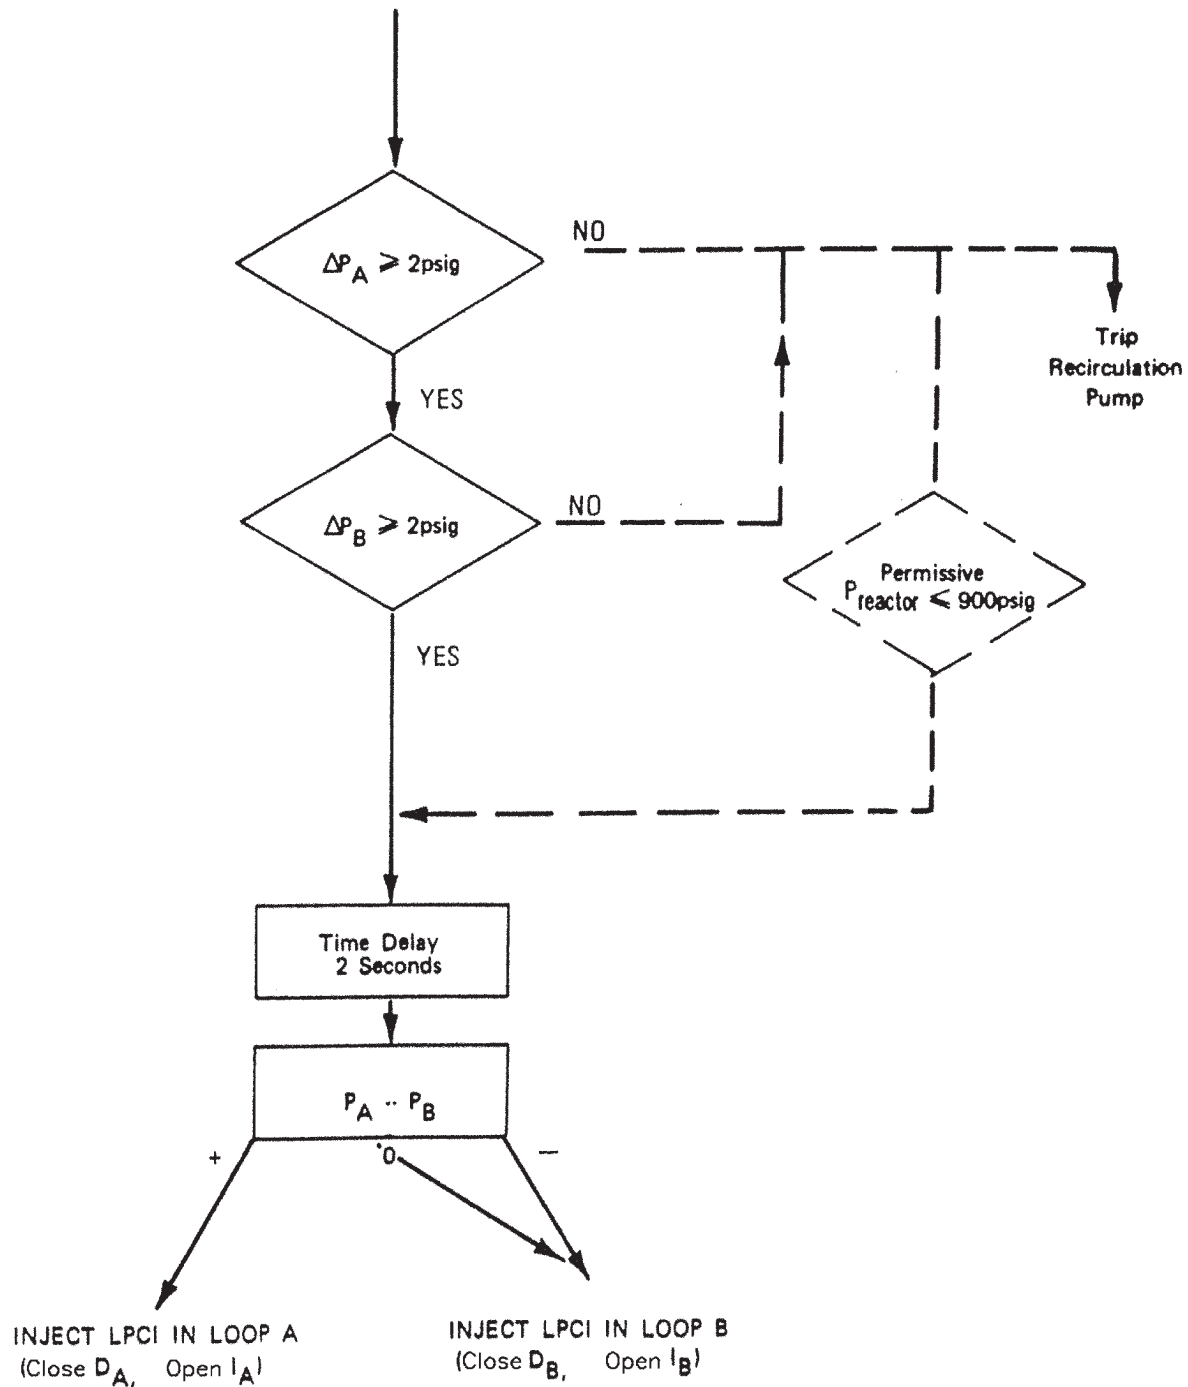 NO
ΔP_A ⩾ 2psig
Trip
Recirculation
Pump
YES
NO
ΔP_B ⩾ 2psig
Permissive
P_reactor ⩽ 900psig
YES
Time Delay
2 Seconds
P_A -- P_B
+
0
—
INJECT LPCI IN LOOP A
(Close D_A, Open I_A)
INJECT LPCI IN LOOP B
(Close D_B, Open I_B)